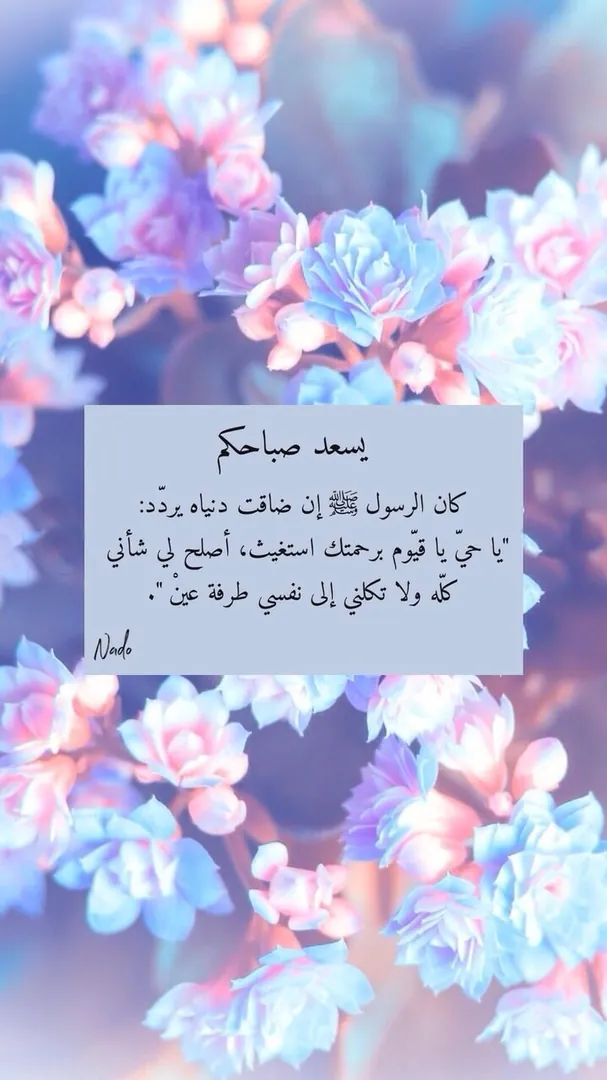 يسعد صباحكم
كان الرسول ﷺ إن ضاقت دنياه يردّد:
"يا حيّ يا قيّوم برحمتك استغيث، أصلح لي شأني
كلّه ولا تكلني إلى نفسي طرفة عينْ ".
Nado